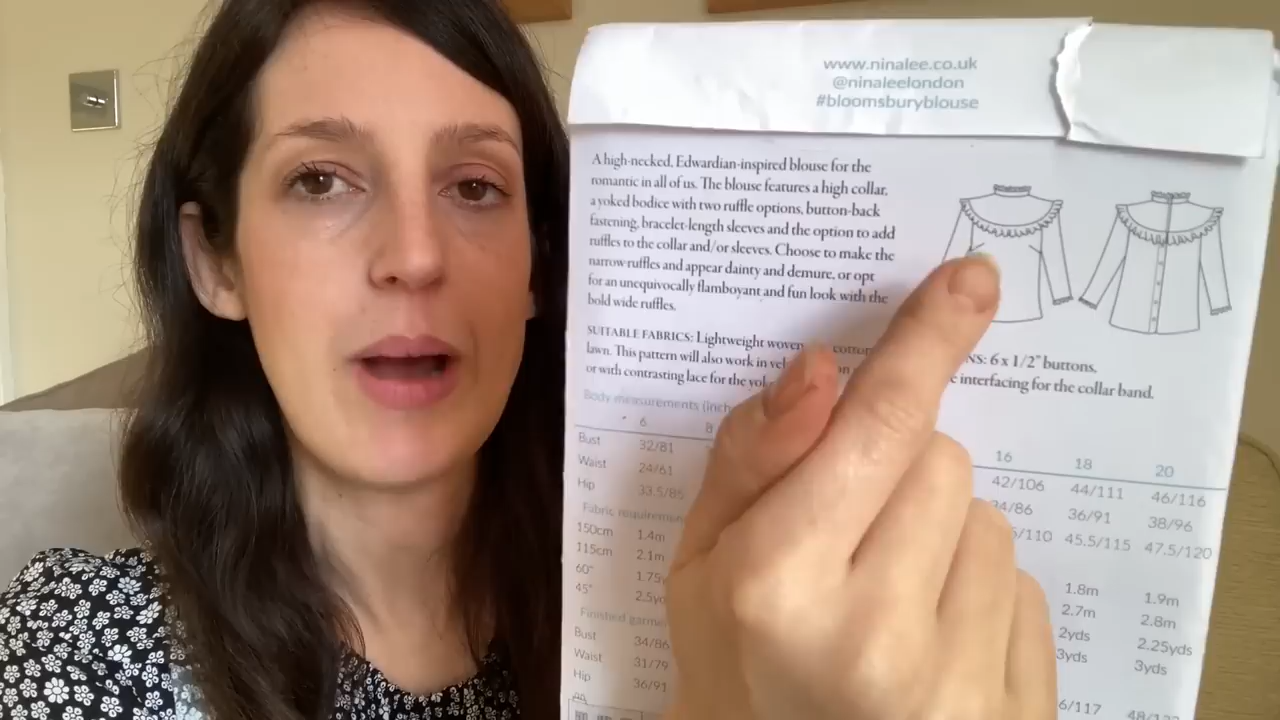 www.ninalee.co.uk
@ninaleelondon
#bloomsburyblouse
A high-necked, Edwardian-inspired blouse for the
romantic in all of us. The blouse features a high collar,
a yoked bodice with two ruffle options, button-back
fastening, bracelet-length sleeves and the option to add
ruffles to the collar and/or sleeves. Choose to make the
narrow ruffles and appear dainty and demure, or opt
for an unequivocally flamboyant and fun look with the
bold wide ruffles.
SUITABLE FABRICS: Lightweight woven
lawn. This pattern will also work in
or with contrasting lace for the
6 x 1/2" buttons,
interfacing for the collar band.
Body measurements
6 8 16 18 20
Bust 32/81 42/106 44/111 46/116
Waist 24/61 34/86 36/91 38/96
Hip 33.5/85 /110 45.5/115 47.5/120
Fabric
150cm 1.4m 1.8m 1.9m
115cm 2.1m 2.7m 2.8m
60" 2yds 2.25yds
45" 3yds 3yds
Finished
Bust 34/86
Waist 31/79
Hip 36/91 6/117